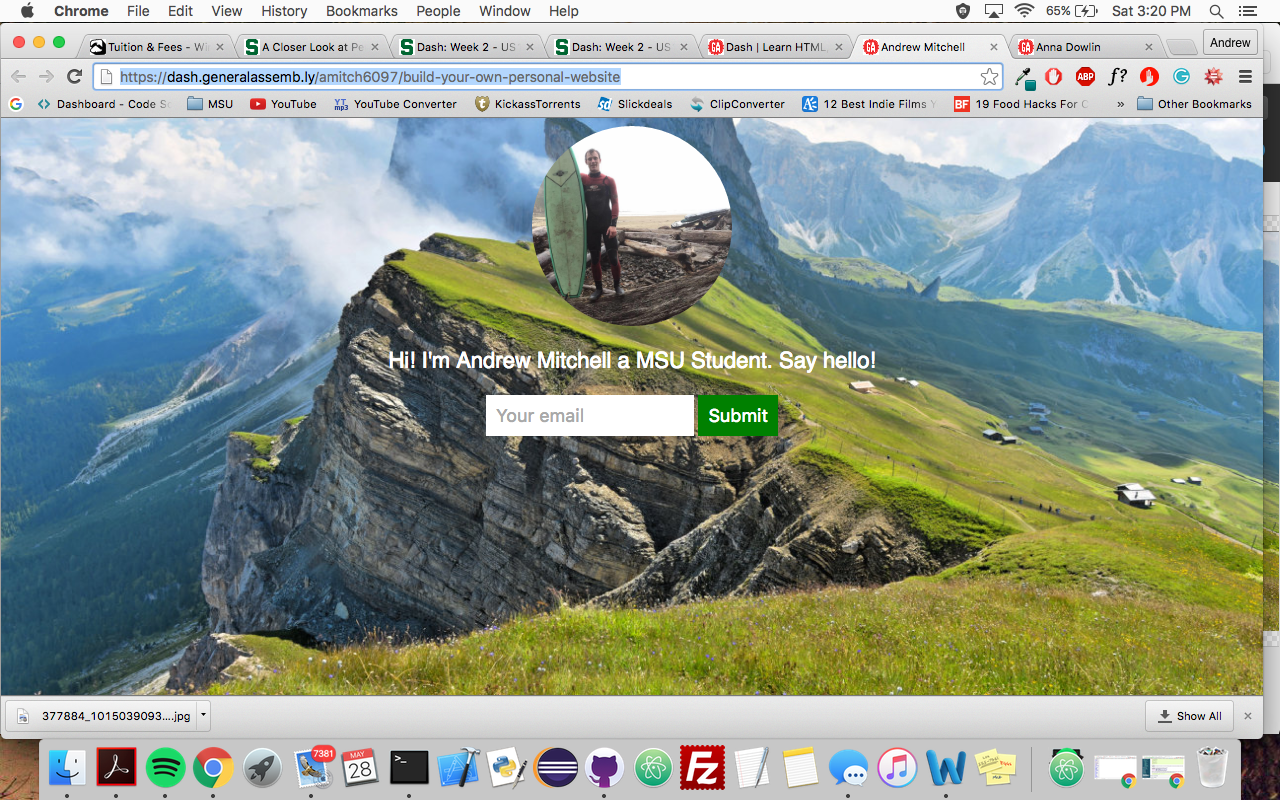 Chrome File Edit View History Bookmarks People Window Help 65% Sat 3:20 PM
Tuition & Fees - Wi A Closer Look at Pe Dash: Week 2 - US Dash: Week 2 - US Dash | Learn HTML, Andrew Mitchell Anna Dowlin Andrew
https://dash.generalassemb.ly/amitch6097/build-your-own-personal-website
Dashboard - Code Sc MSU YouTube YouTube Converter KickassTorrents Slickdeals ClipConverter 12 Best Indie Films Y 19 Food Hacks For C » Other Bookmarks
Hi! I'm Andrew Mitchell a MSU Student. Say hello!
Your email Submit
377884_1015039093....jpg Show All
7381
MAY
28